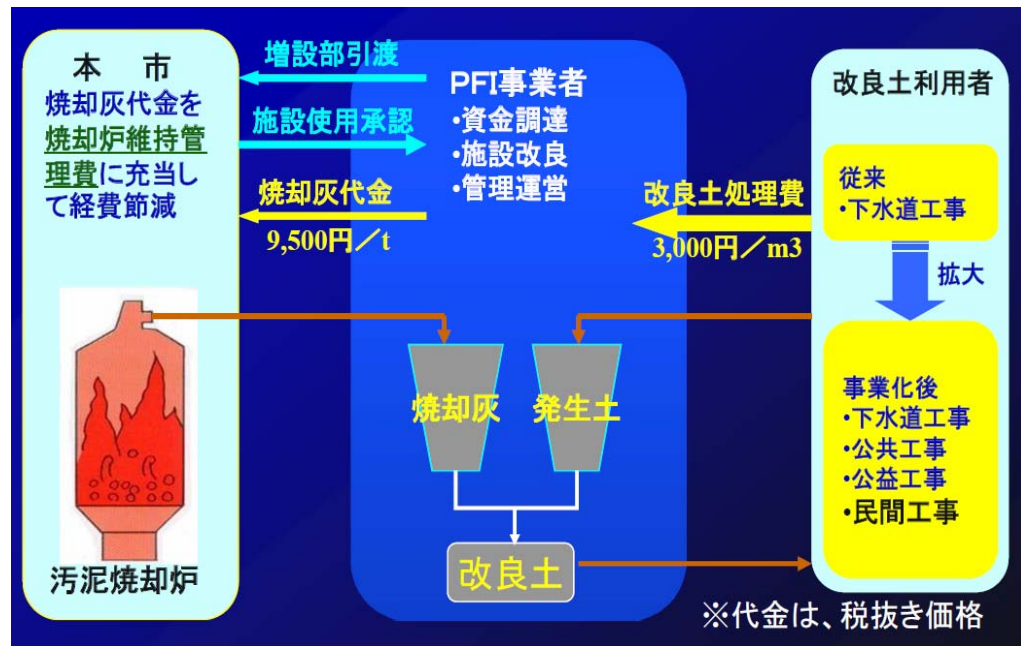 本　市
焼却灰代金を
焼却炉維持管
理費に充当し
て経費節減
汚泥焼却炉
増設部引渡
施設使用承認
焼却灰代金
9,500円／t
PFI事業者
・資金調達
・施設改良
・管理運営
改良土処理費
3,000円／m3
焼却灰
発生土
改良土
改良土利用者
従来
・下水道工事
拡大
事業化後
・下水道工事
・公共工事
・公益工事
・民間工事
※代金は、税抜き価格